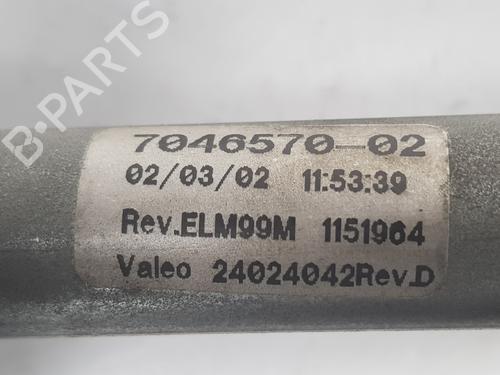 B-PARTS
7046570-02
02/03/02 11:53:39
Rev.ELM99M 1151964
Valeo 24024042Rev.D